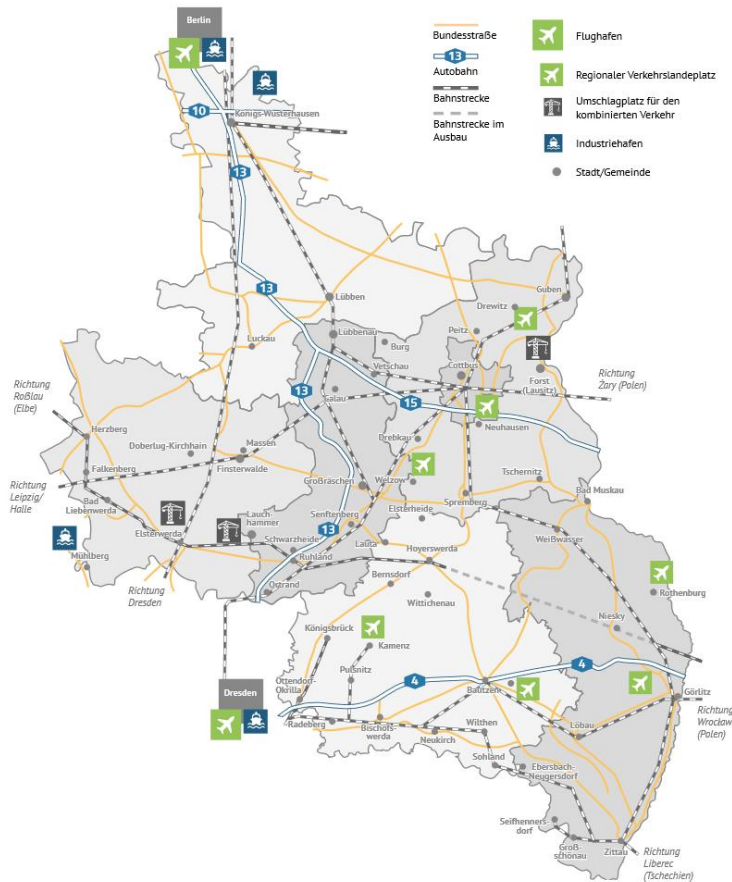 Berlin
Bundesstraße
13
Autobahn
Bahnstrecke
Bahnstrecke im
Ausbau
Flughafen
Regionaler Verkehrslandeplatz
Umschlagplatz für den
kombinierten Verkehr
Industriehafen
Stadt/Gemeinde
10
Königs-Wusterhausen
13
13
Lübben
Guben
Drewitz
Luckau
Lübbenau
Burg
Peitz
Vetschau
Cottbus
Forst
(Lausitz)
Richtung
Żary (Polen)
Richtung
Roßlau
(Elbe)
13
Calau
15
Neuhausen
Herzberg
Doberlug-Kirchhain
Massen
Finsterwalde
Drebkau
Falkenberg
Großräschen
Welzow
Tschernitz
Richtung
Leipzig/
Halle
Bad
Liebenwerda
Spremberg
Bad Muskau
Elsterwerda
Lauch
hammer
Senftenberg
Elsterheide
13
Schwarzheide
Lauta
Weißwasser
Mühlberg
Ruhland
Hoyerswerda
Richtung
Dresden
Ortrand
Bernsdorf
Wittichenau
Rothenburg
Niesky
Königsbrück
Kamenz
Pulsnitz
4
4
Ottendorf-
Okrilla
Bautzen
Görlitz
Dresden
Radeberg
Bischofs-
werda
Neukirch
Wilthen
Löbau
Richtung
Wrocław
(Polen)
Sohland
Ebersbach-
Neugersdorf
Seifhenners-
dorf
Groß-
schönau
Zittau
Richtung
Liberec
(Tschechien)